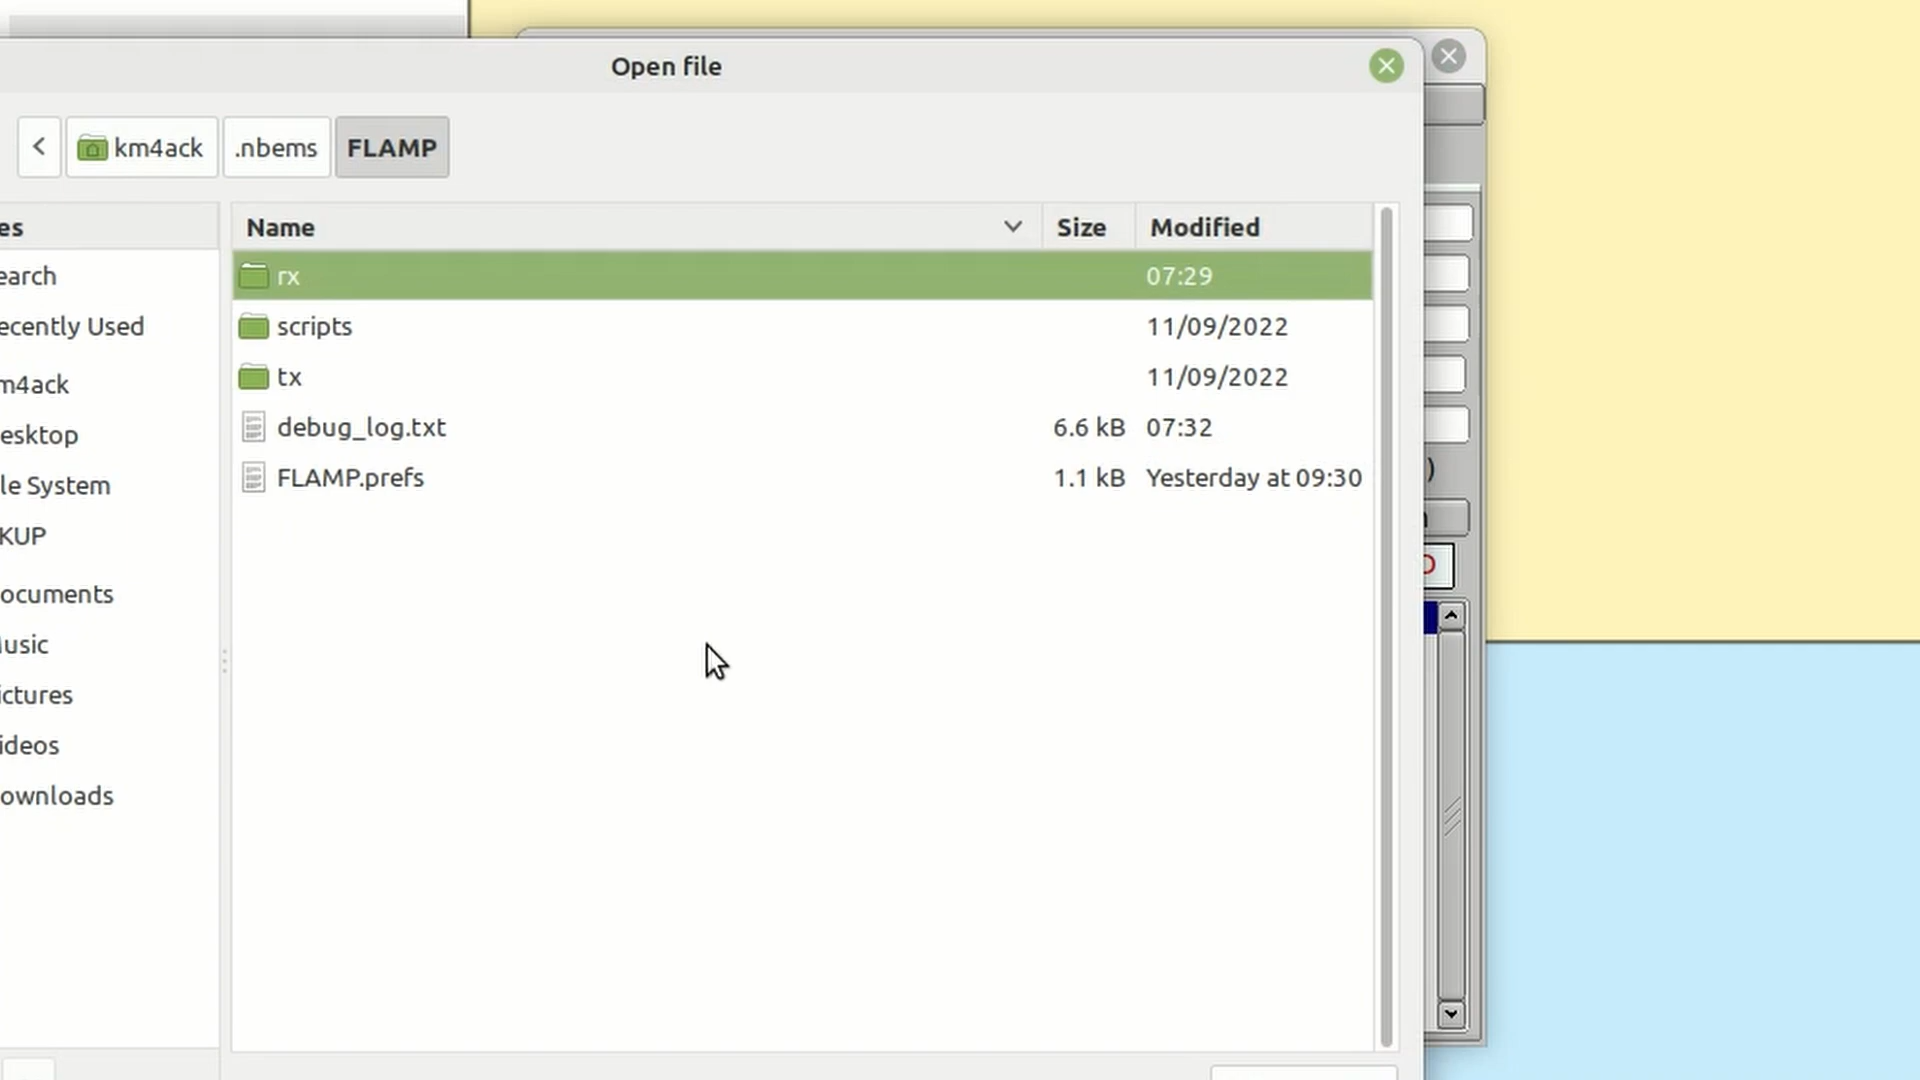 Open file
km4ack .nbems FLAMP
es Name Size Modified
earch rx 07:29
ecently Used scripts 11/09/2022
m4ack tx 11/09/2022
esktop debug_log.txt 6.6 kB 07:32
le System FLAMP.prefs 1.1 kB Yesterday at 09:30
KUP
ocuments
usic
ictures
ideos
ownloads
)